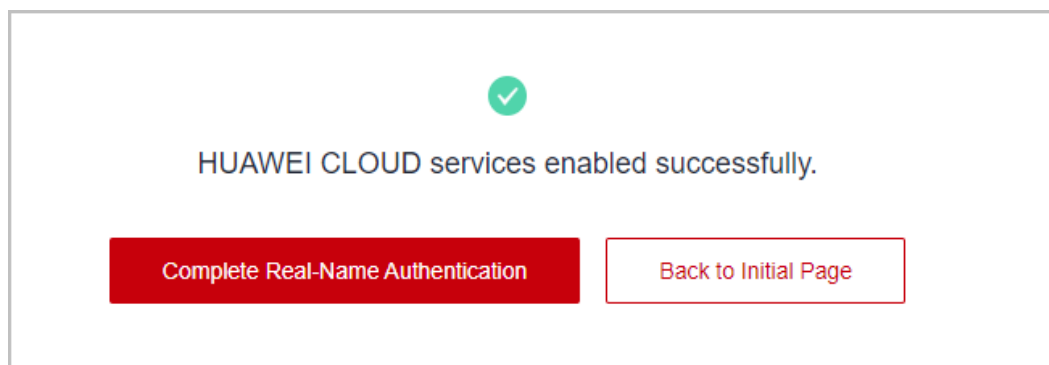 HUAWEI CLOUD services enabled successfully.
Complete Real-Name Authentication
Back to Initial Page